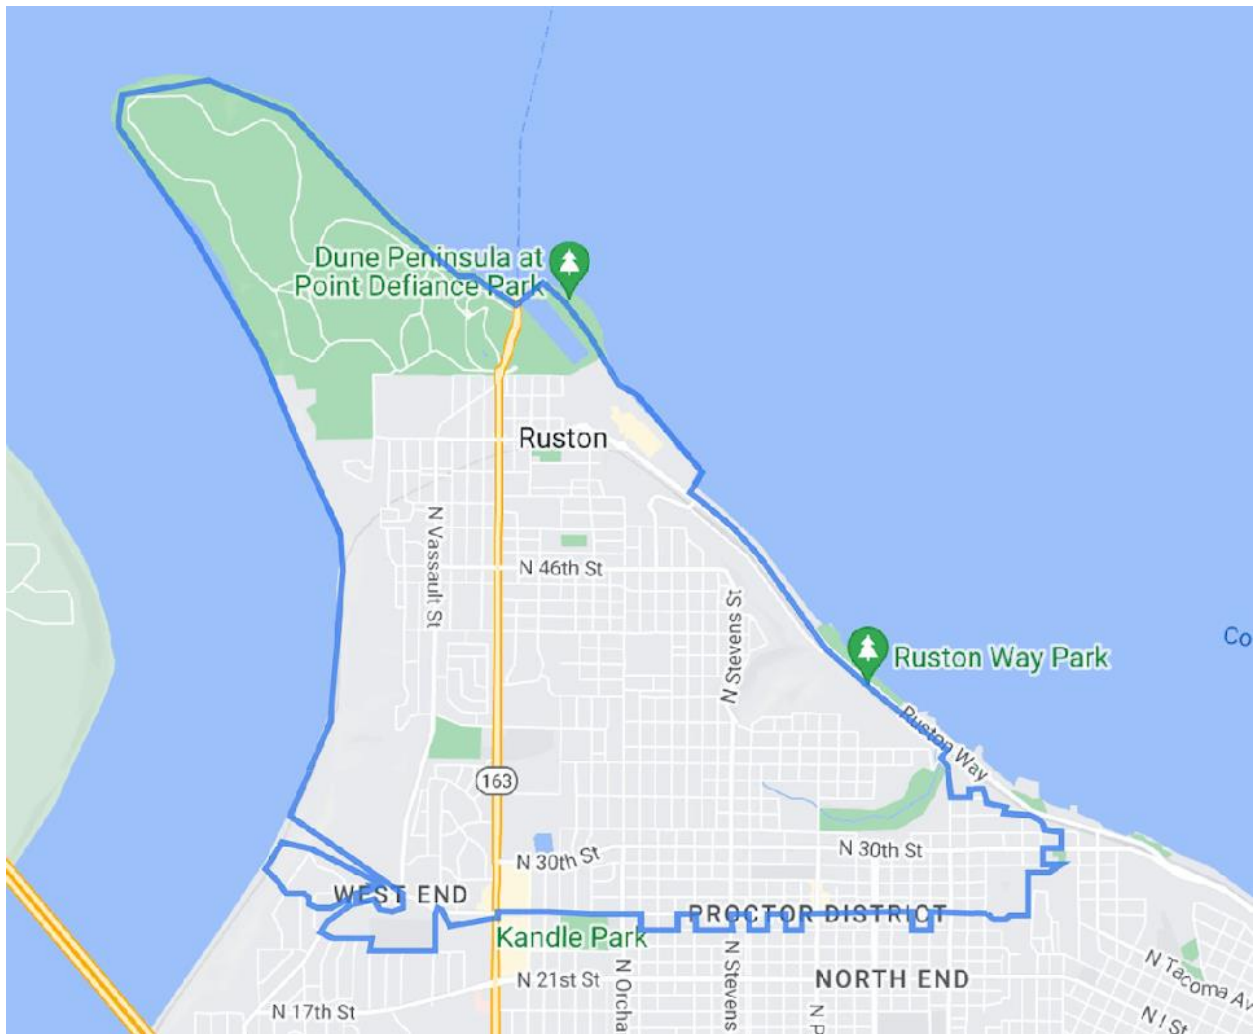 Dune Peninsula at
Point Defiance Park
Ruston
N Vassault St
N 46th St
N Stevens St
Co
Ruston Way Park
Ruston Way
163
N 30th St
N 30th St
WEST END
PROCTOR DISTRICT
Kandle Park
N 21st St
N Orcha
N Stevens
NORTH END
N Tacoma Av
N 17th St
N P
N I St